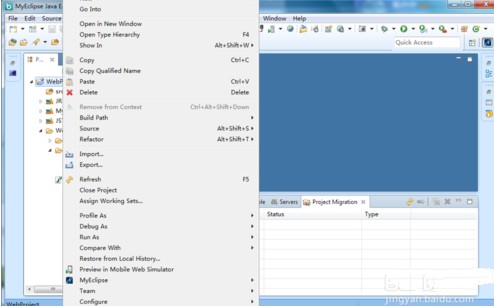 MyEclipse Java E
File Edit Source
Window Help
Quick Access
P...
WebP
src
JR
My
JS
We
Go Into
Open in New Window
Open Type Hierarchy F4
Show In Alt+Shift+W
Copy Ctrl+C
Copy Qualified Name
Paste Ctrl+V
Delete Delete
Remove from Context Ctrl+Alt+Shift+Down
Build Path
Source Alt+Shift+S
Refactor Alt+Shift+T
Import...
Export...
Refresh F5
Close Project
Assign Working Sets...
Profile As
Debug As
Run As
Compare With
Restore from Local History...
Preview in Mobile Web Simulator
MyEclipse
Team
Configure
Servers Project Migration
Status Type
WebProject
jingyan.baidu.com